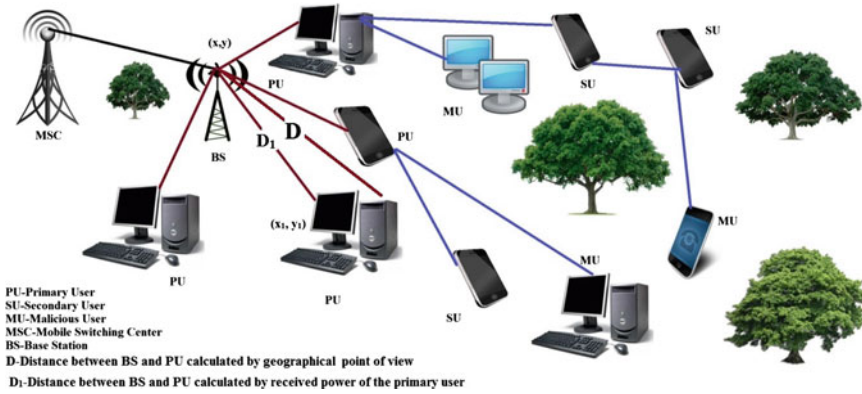 (x,y)
MSC
BS
PU
MU
SU
SU
D
D₁
PU
(x₁, y₁)
PU
PU
SU
MU
MU
PU-Primary User
SU-Secondary User
MU-Malicious User
MSC-Mobile Switching Center
BS-Base Station
D-Distance between BS and PU calculated by geographical point of view
D₁-Distance between BS and PU calculated by received power of the primary user